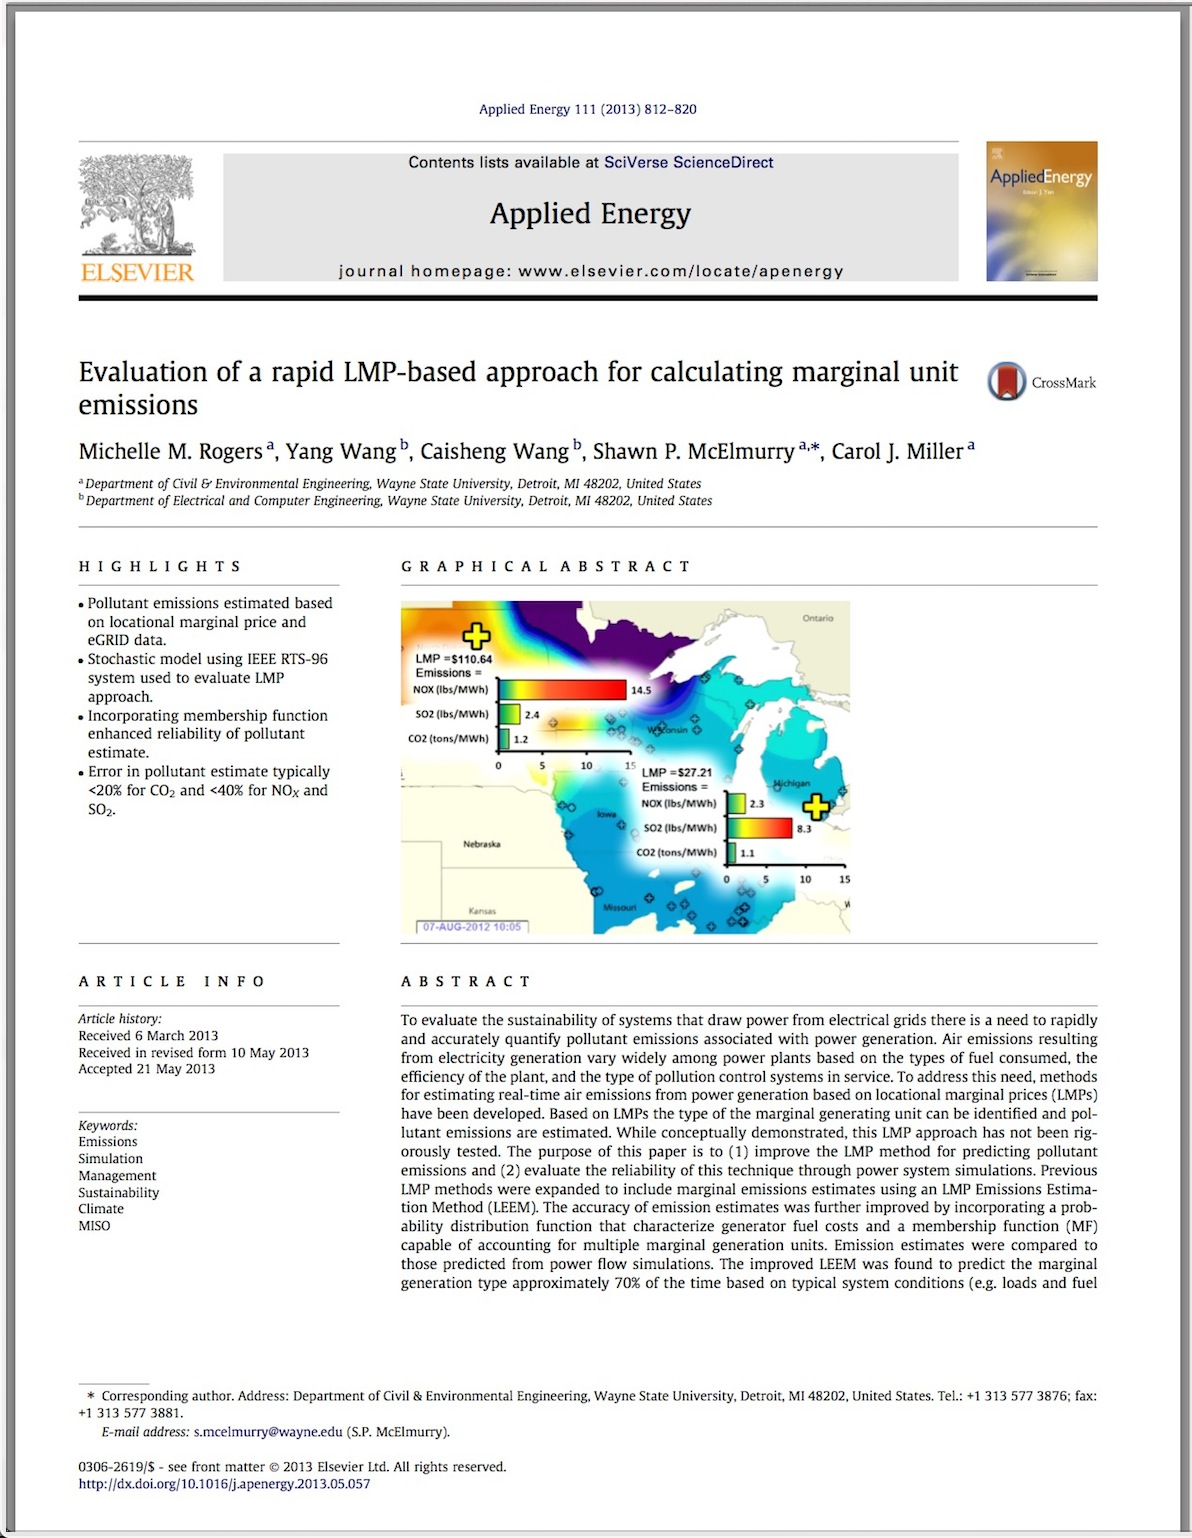 Applied Energy 111 (2013) 812–820
Contents lists available at SciVerse ScienceDirect
Applied Energy
journal homepage: www.elsevier.com/locate/apenergy
ELSEVIER
AppliedEnergy
Evaluation of a rapid LMP-based approach for calculating marginal unit
emissions
CrossMark
Michelle M. Rogers a, Yang Wang b, Caisheng Wang b, Shawn P. McElmurry a,*, Carol J. Miller a
a Department of Civil & Environmental Engineering, Wayne State University, Detroit, MI 48202, United States
b Department of Electrical and Computer Engineering, Wayne State University, Detroit, MI 48202, United States
HIGHLIGHTS
• Pollutant emissions estimated based
on locational marginal price and
eGRID data.
• Stochastic model using IEEE RTS-96
system used to evaluate LMP
approach.
• Incorporating membership function
enhanced reliability of pollutant
estimate.
• Error in pollutant estimate typically
<20% for CO2 and <40% for NOX and
SO2.
GRAPHICAL ABSTRACT
Ontario
LMP =$110.64
Emissions =
NOX (lbs/MWh) 14.5
SO2 (lbs/MWh) 2.4
CO2 (tons/MWh) 1.2
0 5 10 15
Wisconsin
LMP =$27.21
Emissions =
Michigan
NOX (lbs/MWh) 2.3
SO2 (lbs/MWh) 8.3
CO2 (tons/MWh) 1.1
0 5 10 15
Iowa
Nebraska
Kansas
Missouri
07-AUG-2012 10:05
ARTICLE INFO
Article history:
Received 6 March 2013
Received in revised form 10 May 2013
Accepted 21 May 2013
Keywords:
Emissions
Simulation
Management
Sustainability
Climate
MISO
ABSTRACT
To evaluate the sustainability of systems that draw power from electrical grids there is a need to rapidly
and accurately quantify pollutant emissions associated with power generation. Air emissions resulting
from electricity generation vary widely among power plants based on the types of fuel consumed, the
efficiency of the plant, and the type of pollution control systems in service. To address this need, methods
for estimating real-time air emissions from power generation based on locational marginal prices (LMPs)
have been developed. Based on LMPs the type of the marginal generating unit can be identified and pol-
lutant emissions are estimated. While conceptually demonstrated, this LMP approach has not been rig-
orously tested. The purpose of this paper is to (1) improve the LMP method for predicting pollutant
emissions and (2) evaluate the reliability of this technique through power system simulations. Previous
LMP methods were expanded to include marginal emissions estimates using an LMP Emissions Estima-
tion Method (LEEM). The accuracy of emission estimates was further improved by incorporating a prob-
ability distribution function that characterize generator fuel costs and a membership function (MF)
capable of accounting for multiple marginal generation units. Emission estimates were compared to
those predicted from power flow simulations. The improved LEEM was found to predict the marginal
generation type approximately 70% of the time based on typical system conditions (e.g. loads and fuel
* Corresponding author. Address: Department of Civil & Environmental Engineering, Wayne State University, Detroit, MI 48202, United States. Tel.: +1 313 577 3876; fax:
+1 313 577 3881.
E-mail address: s.mcelmurry@wayne.edu (S.P. McElmurry).
0306-2619/$ - see front matter © 2013 Elsevier Ltd. All rights reserved.
http://dx.doi.org/10.1016/j.apenergy.2013.05.057